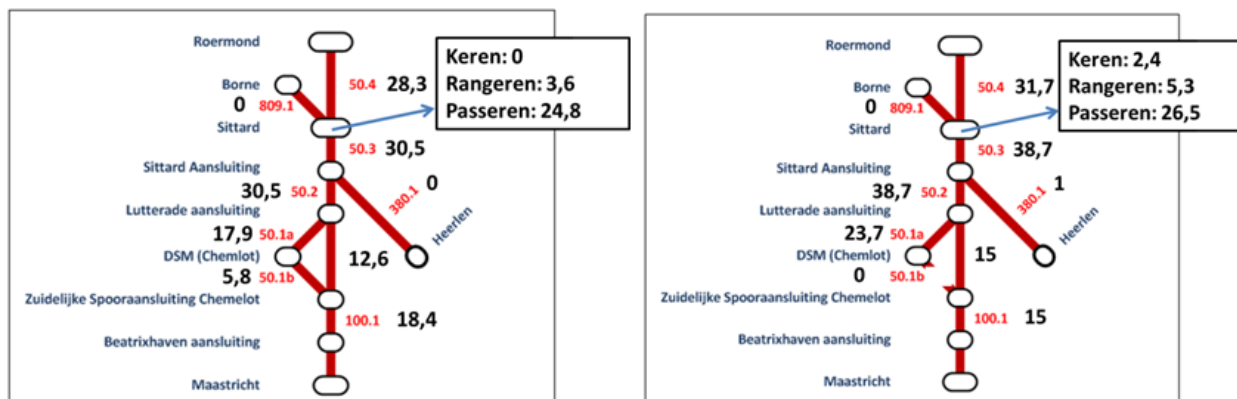 Roermond
Keren: 0
Rangeren: 3,6
Passeren: 24,8
Borne
50.4 28,3
0 809.1
Sittard
50.3 30,5
Sittard Aansluiting
30,5 50.2
380.1 0
Lutterade aansluiting
17,9 50.1a
Heerlen
DSM (Chemlot)
12,6
5,8 50.1b
Zuidelijke Spooraansluiting Chemelot
100.1 18,4
Beatrixhaven aansluiting
Maastricht
Roermond
Keren: 2,4
Rangeren: 5,3
Passeren: 26,5
Borne
50.4 31,7
0 809.1
Sittard
50.3 38,7
Sittard Aansluiting
38,7 50.2
380.1 1
Lutterade aansluiting
23,7 50.1a
Heerlen
DSM (Chemlot)
15
0 50.1b
Zuidelijke Spooraansluiting Chemelot
100.1 15
Beatrixhaven aansluiting
Maastricht